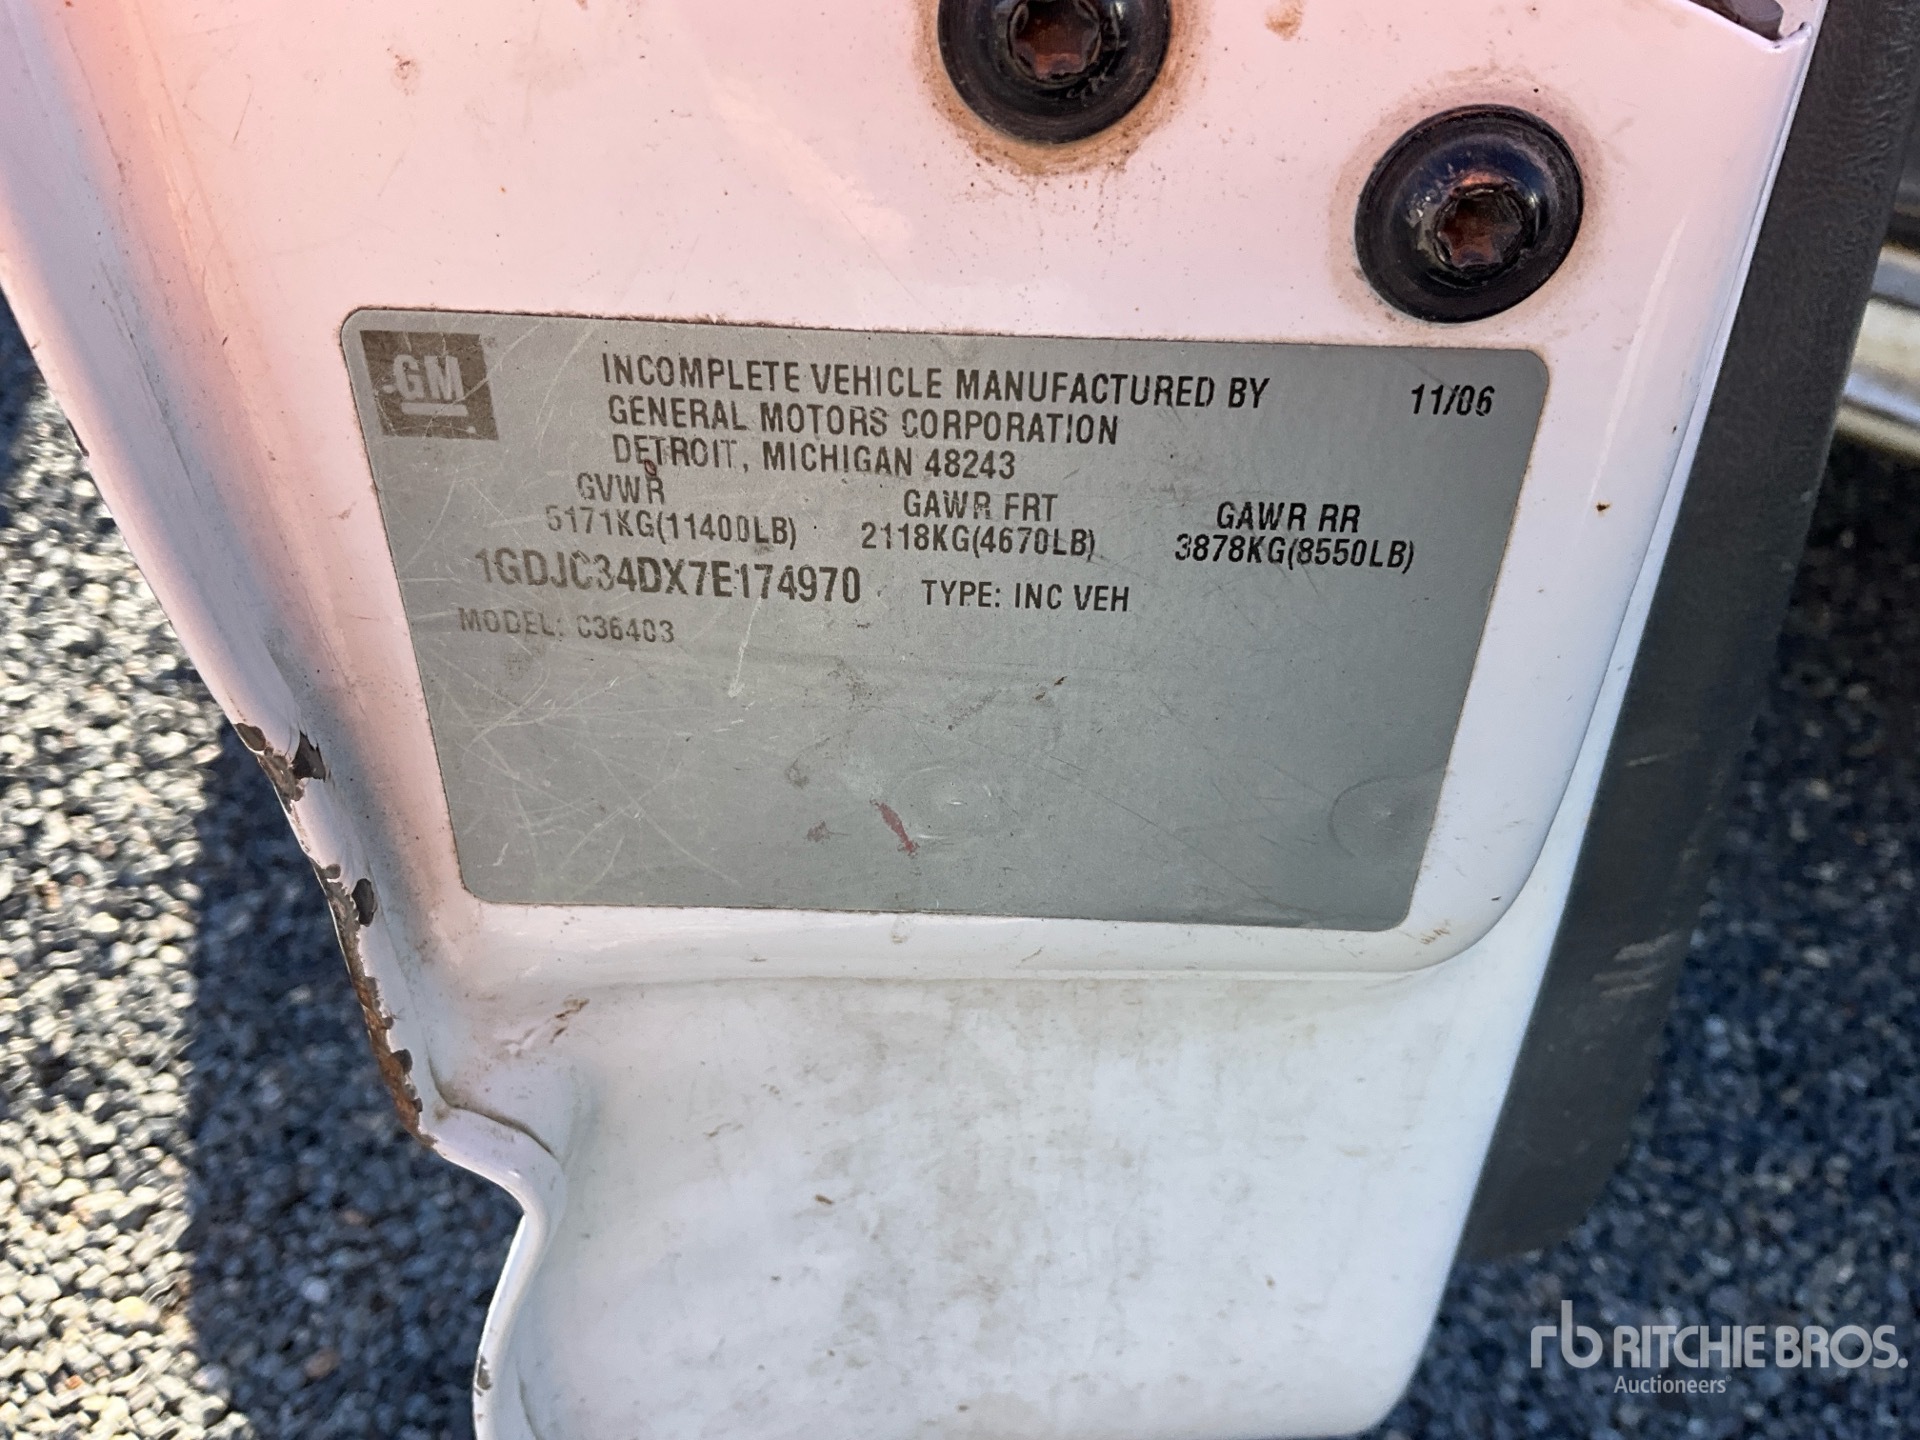 GM
INCOMPLETE VEHICLE MANUFACTURED BY 11/06
GENERAL MOTORS CORPORATION
DETROIT, MICHIGAN 48243
GVWR GAWR FRT GAWR RR
5171KG(11400LB) 2118KG(4670LB) 3878KG(8550LB)
1GDJC34DX7E174970 TYPE: INC VEH
MODEL: C36403
rb RITCHIE BROS.
Auctioneers